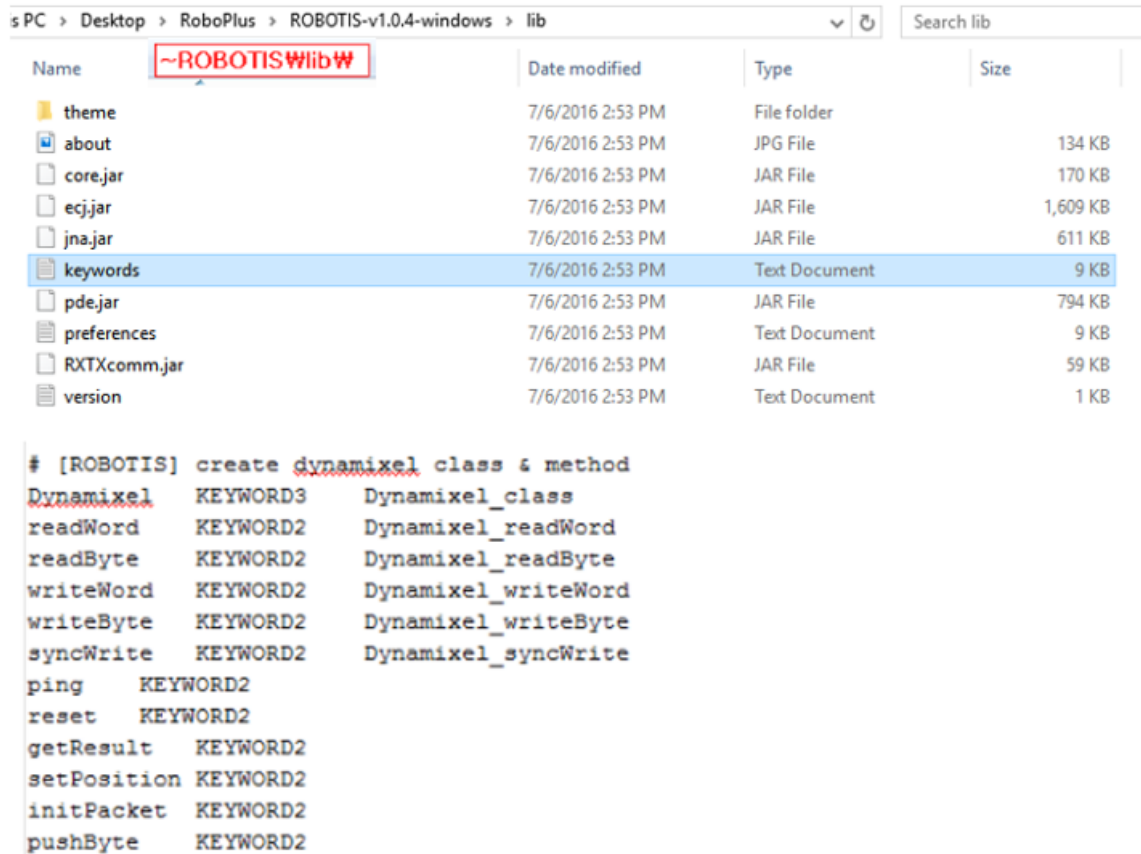 s PC > Desktop > RoboPlus > ROBOTIS-v1.0.4-windows > lib Search lib
~ROBOTIS₩lib₩
Name Date modified Type Size
theme 7/6/2016 2:53 PM File folder
about 7/6/2016 2:53 PM JPG File 134 KB
core.jar 7/6/2016 2:53 PM JAR File 170 KB
ecj.jar 7/6/2016 2:53 PM JAR File 1,609 KB
jna.jar 7/6/2016 2:53 PM JAR File 611 KB
keywords 7/6/2016 2:53 PM Text Document 9 KB
pde.jar 7/6/2016 2:53 PM JAR File 794 KB
preferences 7/6/2016 2:53 PM Text Document 9 KB
RXTXcomm.jar 7/6/2016 2:53 PM JAR File 59 KB
version 7/6/2016 2:53 PM Text Document 1 KB
# [ROBOTIS] create dynamixel class & method
Dynamixel KEYWORD3 Dynamixel_class
readWord KEYWORD2 Dynamixel_readWord
readByte KEYWORD2 Dynamixel_readByte
writeWord KEYWORD2 Dynamixel_writeWord
writeByte KEYWORD2 Dynamixel_writeByte
syncWrite KEYWORD2 Dynamixel_syncWrite
ping KEYWORD2
reset KEYWORD2
getResult KEYWORD2
setPosition KEYWORD2
initPacket KEYWORD2
pushByte KEYWORD2